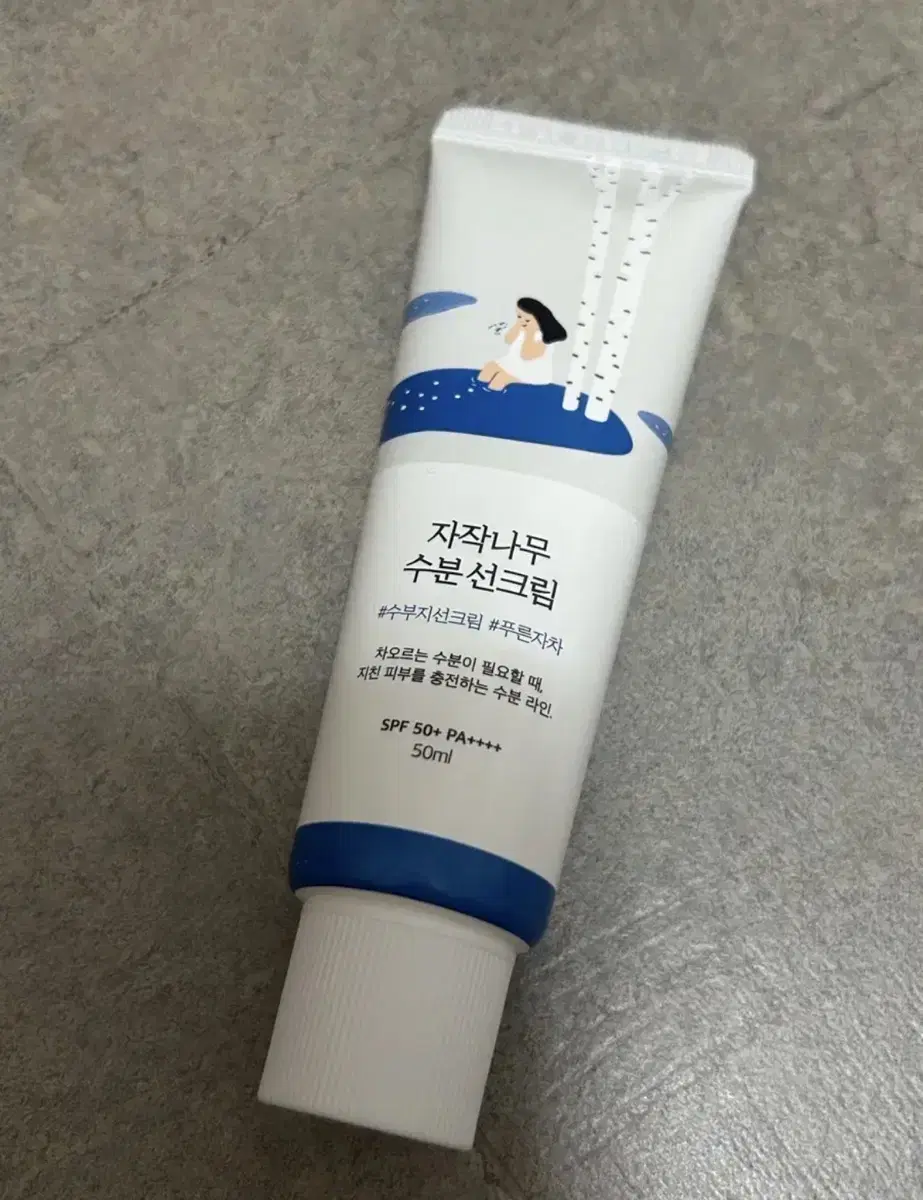 자작나무
수분 선크림
#수부지선크림 #푸른자차
차오르는 수분이 필요할 때,
지친 피부를 충전하는 수분 라인.
SPF 50+ PA++++
50ml